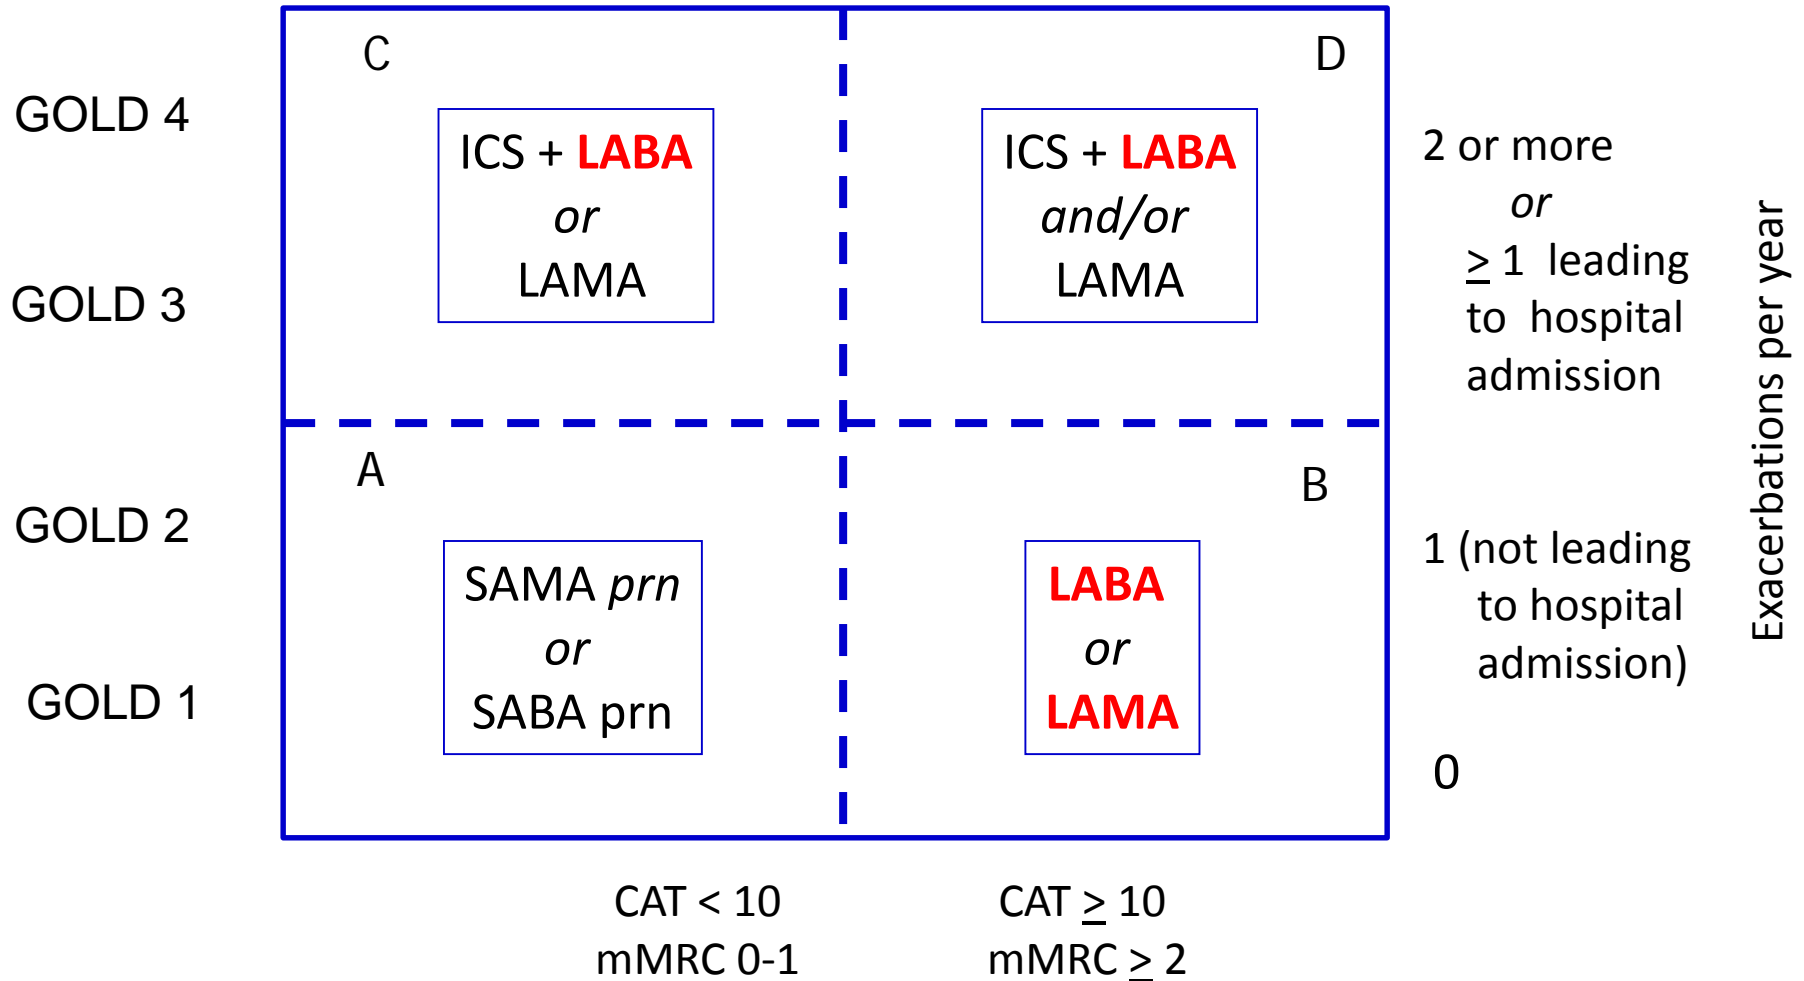 C
D
GOLD 4
ICS + LABA
or
LAMA
ICS + LABA
and/or
LAMA
2 or more
or
≥ 1 leading
to hospital
admission
GOLD 3
A
B
GOLD 2
SAMA prn
or
SABA prn
LABA
or
LAMA
1 (not leading
to hospital
admission)
GOLD 1
0
Exacerbations per year
CAT < 10
mMRC 0-1
CAT ≥ 10
mMRC ≥ 2